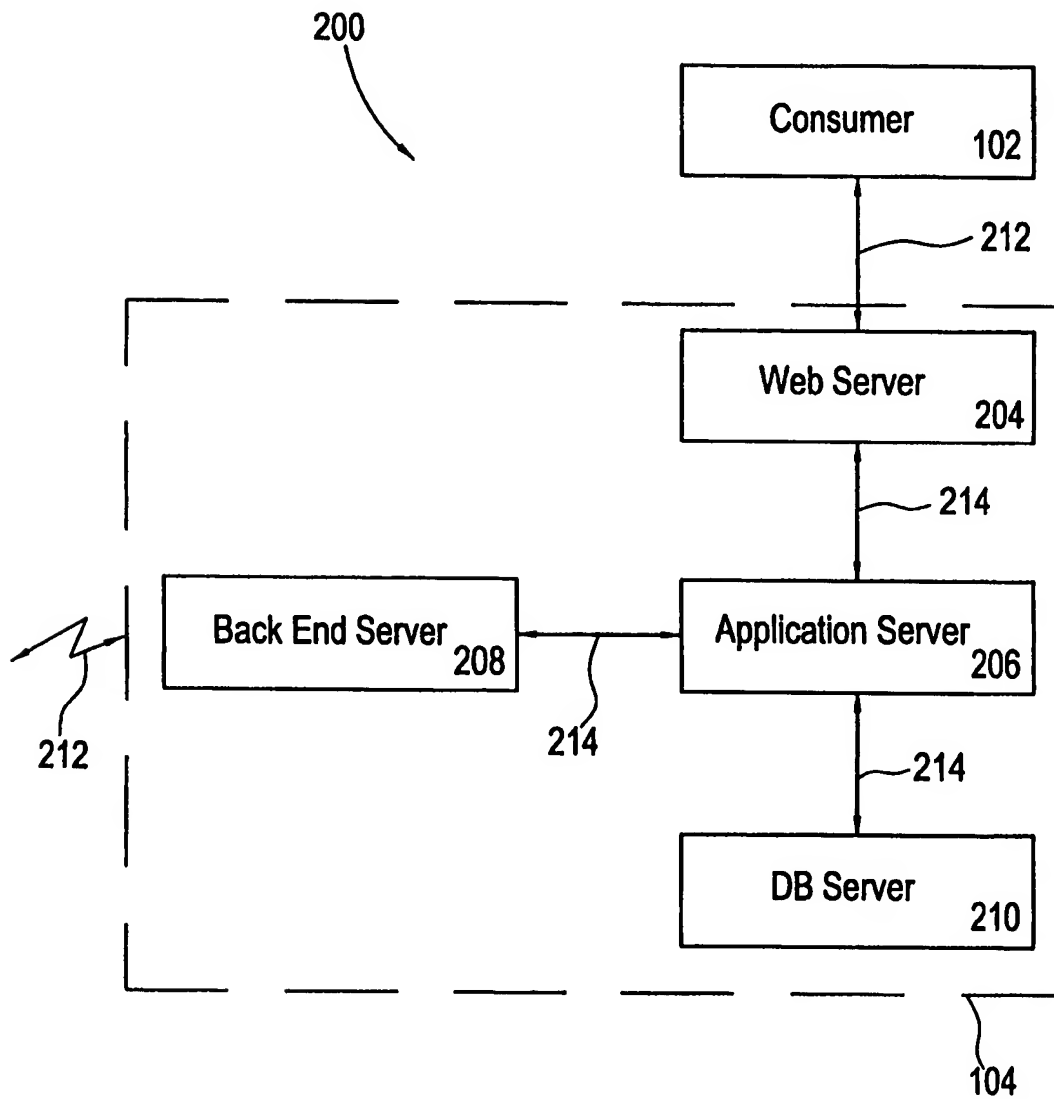 200
Consumer
102
212
Web Server
204
214
Back End Server
208
Application Server
206
212
214
214
DB Server
210
104